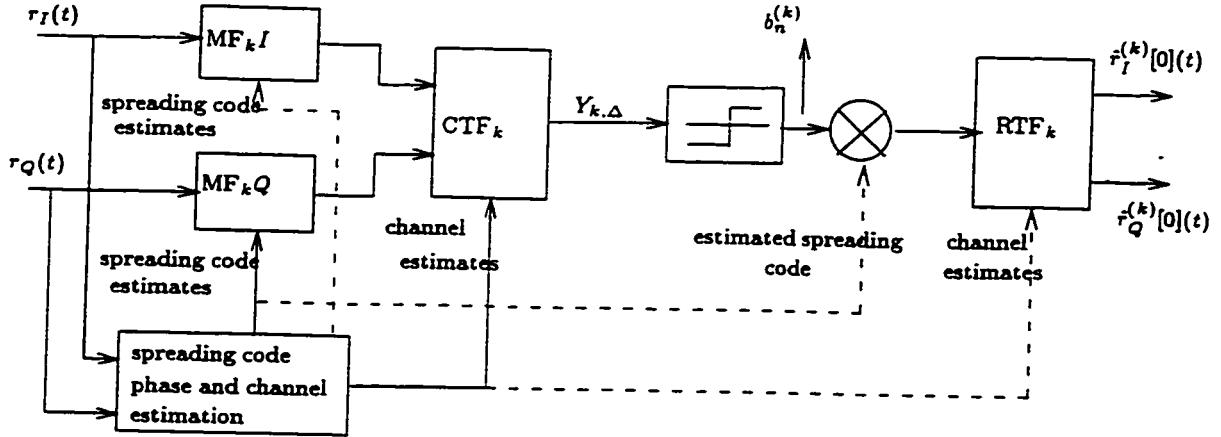 r_I(t)
MF_k I
spreading code
estimates
r_Q(t)
MF_k Q
spreading code
estimates
spreading code
phase and channel
estimation
CTF_k
channel
estimates
Y_{k,Δ}
b̂_n^{(k)}
estimated spreading
code
RTF_k
channel
estimates
r̂_I^{(k)}[0](t)
r̂_Q^{(k)}[0](t)